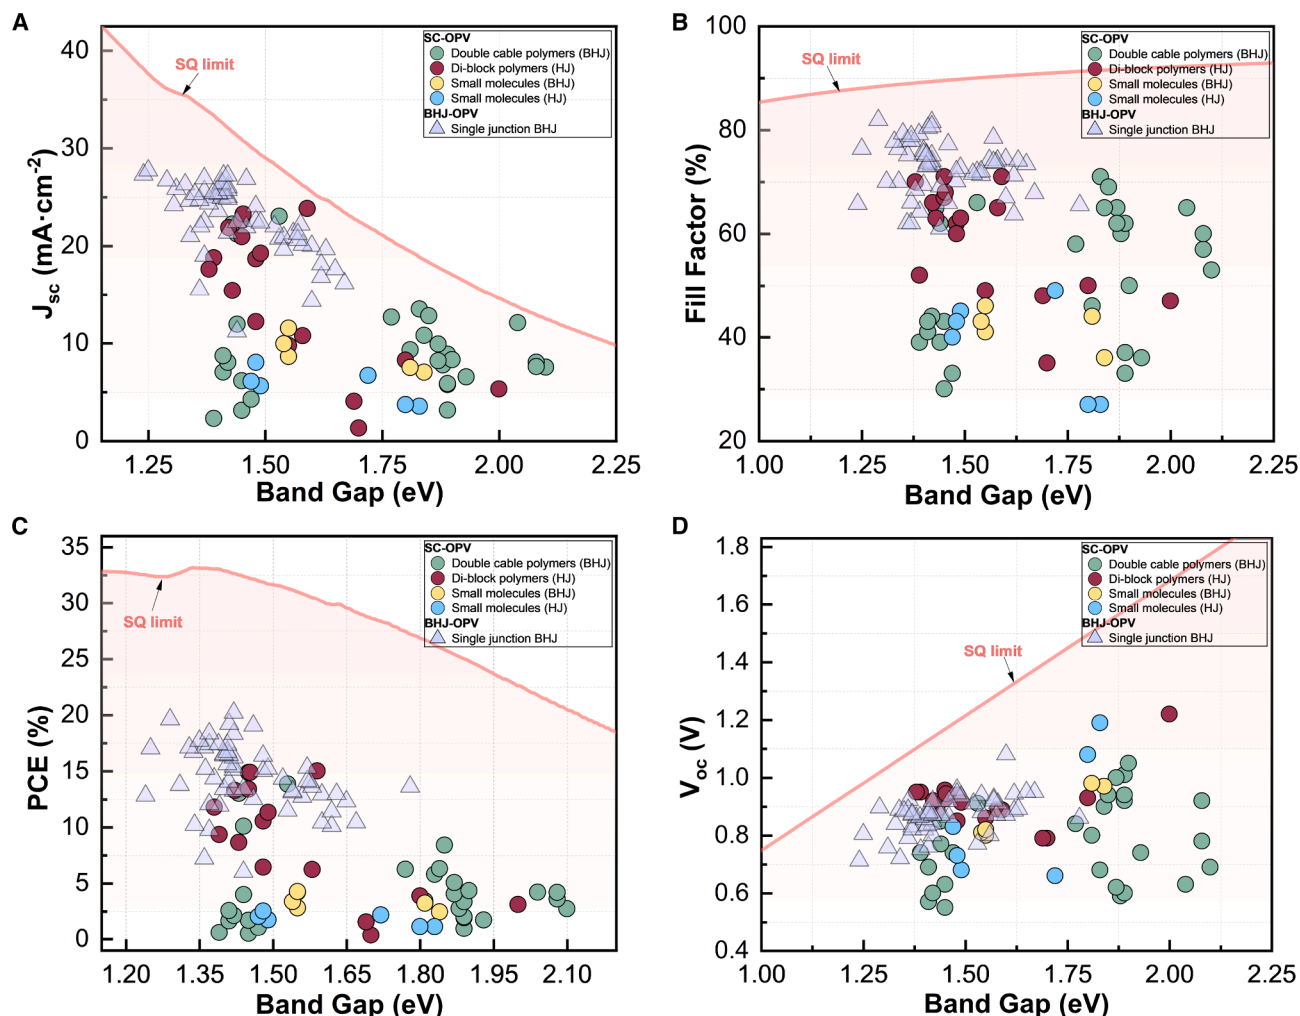 A
40
30
20
10
0
J_sc (mA·cm⁻²)
SQ limit
SC-OPV
Double cable polymers (BHJ)
Di-block polymers (HJ)
Small molecules (BHJ)
Small molecules (HJ)
BHJ-OPV
Single junction BHJ
1.25 1.50 1.75 2.00 2.25
Band Gap (eV)
B
100
80
60
40
20
Fill Factor (%)
SQ limit
SC-OPV
Double cable polymers (BHJ)
Di-block polymers (HJ)
Small molecules (BHJ)
Small molecules (HJ)
BHJ-OPV
Single junction BHJ
1.00 1.25 1.50 1.75 2.00 2.25
Band Gap (eV)
C
35
30
25
20
15
10
5
0
PCE (%)
SQ limit
SC-OPV
Double cable polymers (BHJ)
Di-block polymers (HJ)
Small molecules (BHJ)
Small molecules (HJ)
BHJ-OPV
Single junction BHJ
1.20 1.35 1.50 1.65 1.80 1.95 2.10
Band Gap (eV)
D
1.8
1.6
1.4
1.2
1.0
0.8
0.6
0.4
V_oc (V)
SQ limit
SC-OPV
Double cable polymers (BHJ)
Di-block polymers (HJ)
Small molecules (BHJ)
Small molecules (HJ)
BHJ-OPV
Single junction BHJ
1.00 1.25 1.50 1.75 2.00 2.25
Band Gap (eV)